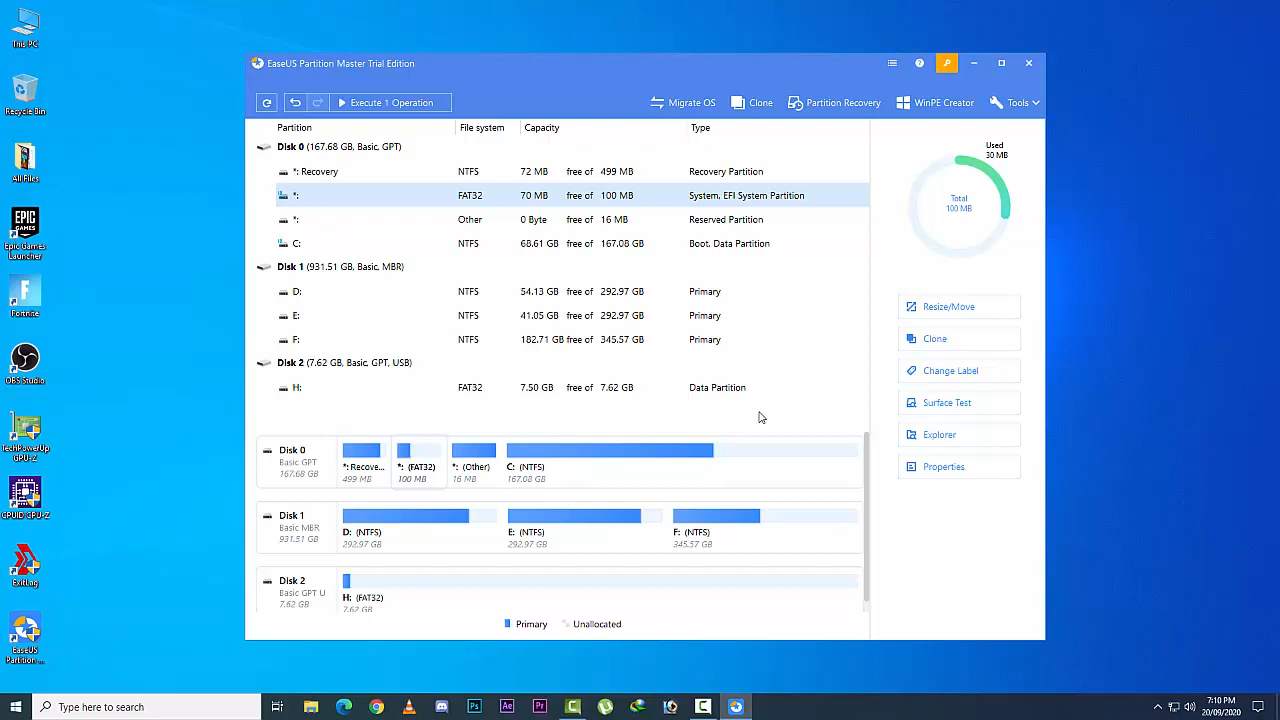 This PC
Recycle Bin
All Files
EPIC
GAMES
Epic Games
Launcher
Fortnite
OBS Studio
TechPowerUp
GPU-Z
CPUID CPU-Z
ExitLag
EaseUS
Partition ...
EaseUS Partition Master Trial Edition
Execute 1 Operation
Migrate OS
Clone
Partition Recovery
WinPE Creator
Tools
Partition File system Capacity Type
Disk 0 (167.68 GB, Basic, GPT)
*: Recovery NTFS 72 MB free of 499 MB Recovery Partition
*: FAT32 70 MB free of 100 MB System, EFI System Partition
*: Other 0 Byte free of 16 MB Reserved Partition
C: NTFS 68.61 GB free of 167.08 GB Boot, Data Partition
Disk 1 (931.51 GB, Basic, MBR)
D: NTFS 54.13 GB free of 292.97 GB Primary
E: NTFS 41.05 GB free of 292.97 GB Primary
F: NTFS 182.71 GB free of 345.57 GB Primary
Disk 2 (7.62 GB, Basic, GPT, USB)
H: FAT32 7.50 GB free of 7.62 GB Data Partition
Used
30 MB
Total
100 MB
Resize/Move
Clone
Change Label
Surface Test
Explorer
Properties
Disk 0
Basic GPT
167.68 GB
*:Recove...
499 MB
*: (FAT32)
100 MB
*: (Other)
16 MB
C: (NTFS)
167.08 GB
Disk 1
Basic MBR
931.51 GB
D: (NTFS)
292.97 GB
E: (NTFS)
292.97 GB
F: (NTFS)
345.57 GB
Disk 2
Basic GPT U
7.62 GB
H: (FAT32)
7.62 GB
Primary Unallocated
Type here to search
Ps
Ae
Pr
7:10 PM
20/09/2020